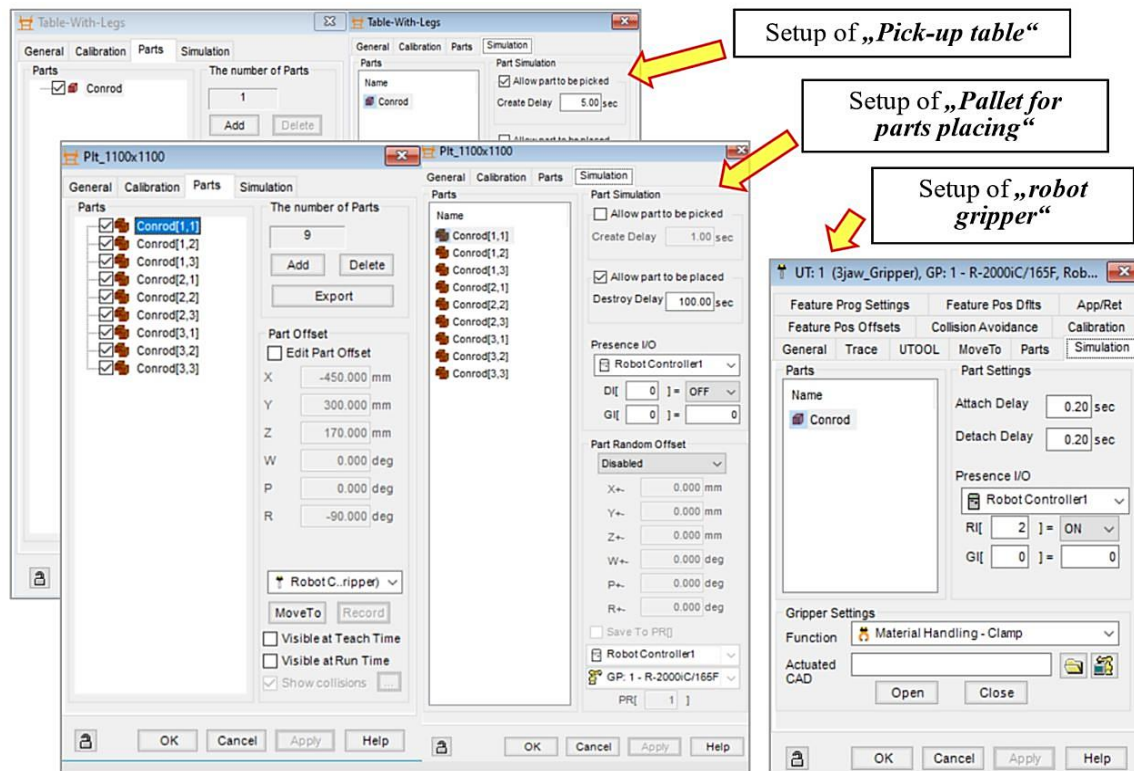 Table-With-Legs
General Calibration Parts Simulation
Parts
Conrod
The number of Parts
1
Add Delete
Table-With-Legs
General Calibration Parts Simulation
Parts
Name
Conrod
Part Simulation
Allow part to be picked
Create Delay 5.00 sec
Allow part to be placed
Setup of „Pick-up table“
Setup of „Pallet for
parts placing“
Setup of „robot
gripper“
Plt_1100x1100
General Calibration Parts Simulation
Parts
Conrod[1,1]
Conrod[1,2]
Conrod[1,3]
Conrod[2,1]
Conrod[2,2]
Conrod[2,3]
Conrod[3,1]
Conrod[3,2]
Conrod[3,3]
The number of Parts
9
Add Delete
Export
Part Offset
Edit Part Offset
X -450.000 mm
Y 300.000 mm
Z 170.000 mm
W 0.000 deg
P 0.000 deg
R -90.000 deg
Robot C..ripper)
MoveTo Record
Visible at Teach Time
Visible at Run Time
Show collisions ...
OK Cancel Apply Help
Plt_1100x1100
General Calibration Parts Simulation
Parts
Name
Conrod[1,1]
Conrod[1,2]
Conrod[1,3]
Conrod[2,1]
Conrod[2,2]
Conrod[2,3]
Conrod[3,1]
Conrod[3,2]
Conrod[3,3]
Part Simulation
Allow part to be picked
Create Delay 1.00 sec
Allow part to be placed
Destroy Delay 100.00 sec
Presence I/O
Robot Controller1
DI[ 0 ] = OFF
GI[ 0 ] = 0
Part Random Offset
Disabled
X+- 0.000 mm
Y+- 0.000 mm
Z+- 0.000 mm
W+- 0.000 deg
P+- 0.000 deg
R+- 0.000 deg
Save To PR[]
Robot Controller1
GP: 1 - R-2000iC/165F
PR[ 1 ]
OK Cancel Apply Help
UT: 1 (3jaw_Gripper), GP: 1 - R-2000iC/165F, Rob...
Feature Prog Settings Feature Pos Dflts App/Ret
Feature Pos Offsets Collision Avoidance Calibration
General Trace UTOOL MoveTo Parts Simulation
Parts
Name
Conrod
Part Settings
Attach Delay 0.20 sec
Detach Delay 0.20 sec
Presence I/O
Robot Controller1
RI[ 2 ] = ON
GI[ 0 ] = 0
Gripper Settings
Function Material Handling - Clamp
Actuated
CAD
Open Close
OK Cancel Apply Help